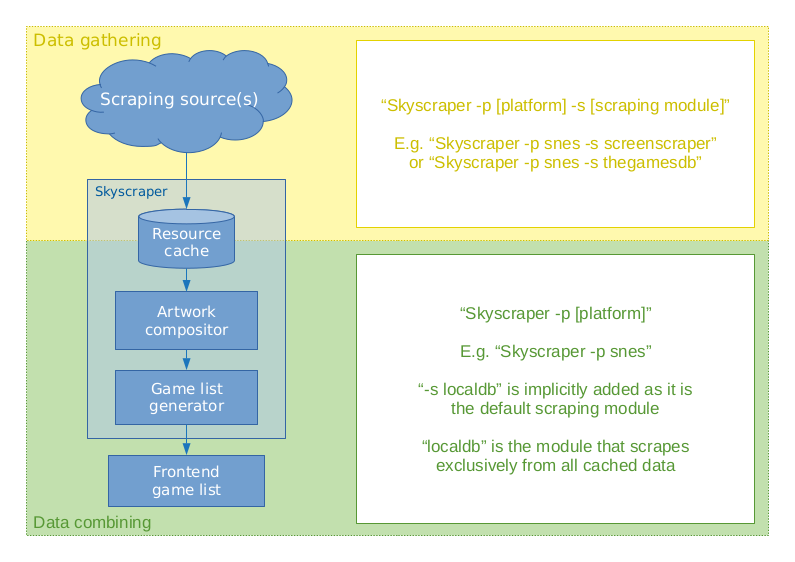 Data gathering
Scraping source(s)
“Skyscraper -p [platform] -s [scraping module]”
E.g. “Skyscraper -p snes -s screenscraper”
or “Skyscraper -p snes -s thegamesdb”
Skyscraper
Resource
cache
Artwork
compositor
Game list
generator
Frontend
game list
“Skyscraper -p [platform]”
E.g. “Skyscraper -p snes”
“-s localdb” is implicitly added as it is
the default scraping module
“localdb” is the module that scrapes
exclusively from all cached data
Data combining